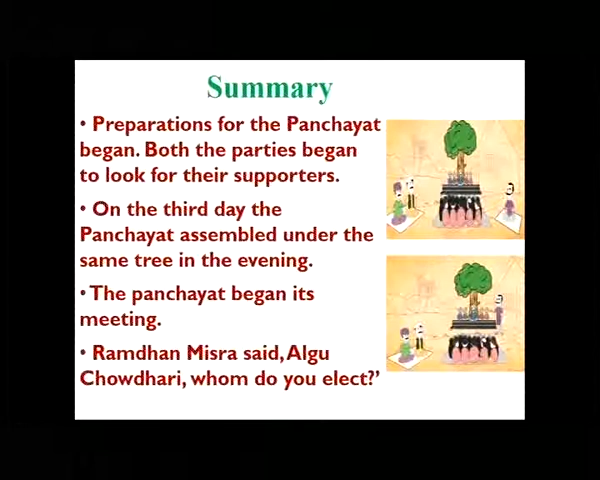 Summary
• Preparations for the Panchayat
began. Both the parties began
to look for their supporters.
• On the third day the
Panchayat assembled under the
same tree in the evening.
• The panchayat began its
meeting.
• Ramdhan Misra said, Algu
Chowdhari, whom do you elect?’